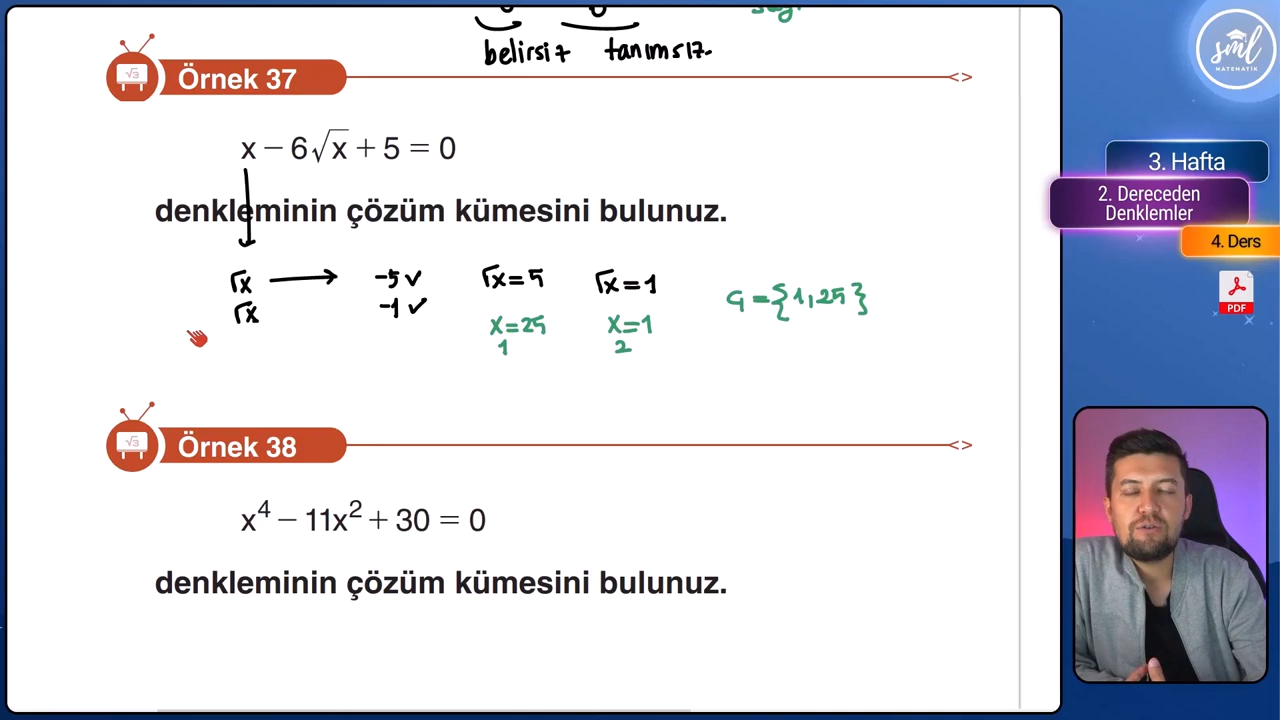 belirsiz tanımsız.
Örnek 37
x − 6√x + 5 = 0
denkleminin çözüm kümesini bulunuz.
√x → −5 ✓ √x = 5 √x = 1 Ç = {1, 25}
√x −1 ✓ x = 25 x = 1
1 2
Örnek 38
x⁴ − 11x² + 30 = 0
denkleminin çözüm kümesini bulunuz.
sml
MATEMATİK
3. Hafta
2. Dereceden
Denklemler
4. Ders
PDF